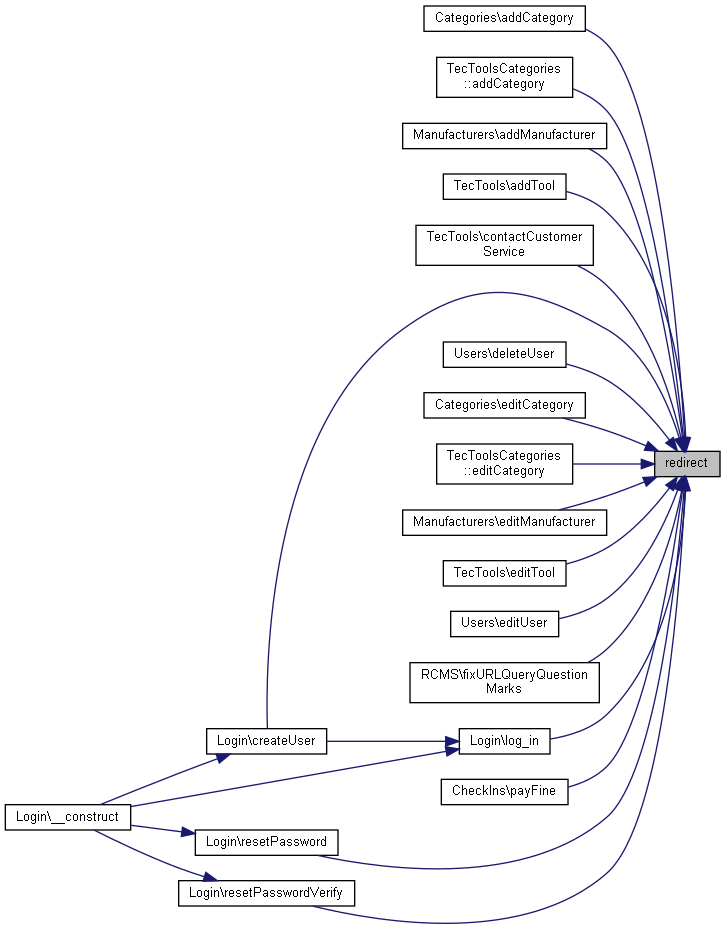 Categories\addCategory
TecToolsCategories
::addCategory
Manufacturers\addManufacturer
TecTools\addTool
TecTools\contactCustomer
Service
Users\deleteUser
Categories\editCategory
redirect
TecToolsCategories
::editCategory
Manufacturers\editManufacturer
TecTools\editTool
Users\editUser
RCMS\fixURLQueryQuestion
Marks
Login\createUser
Login\log_in
CheckIns\payFine
Login\__construct
Login\resetPassword
Login\resetPasswordVerify